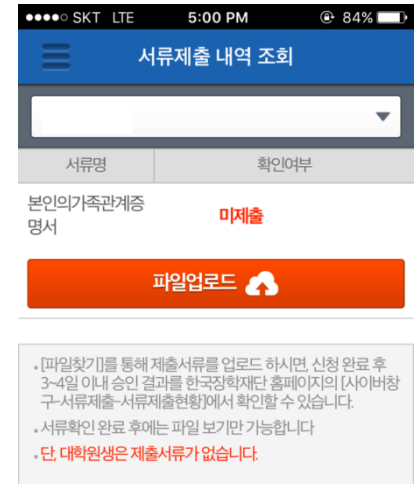 SKT LTE 5:00 PM 84%
서류제출 내역 조회
서류명 확인여부
본인의가족관계증
명서
미제출
파일업로드
• [파일찾기]를 통해 제출서류를 업로드 하시면, 신청 완료 후
3~4일 이내 승인 결과를 한국장학재단 홈페이지의 [사이버창
구-서류제출-서류제출현황]에서 확인할 수 있습니다.
• 서류확인 완료 후에는 파일 보기만 가능합니다
• 단, 대학원생은 제출서류가 없습니다.